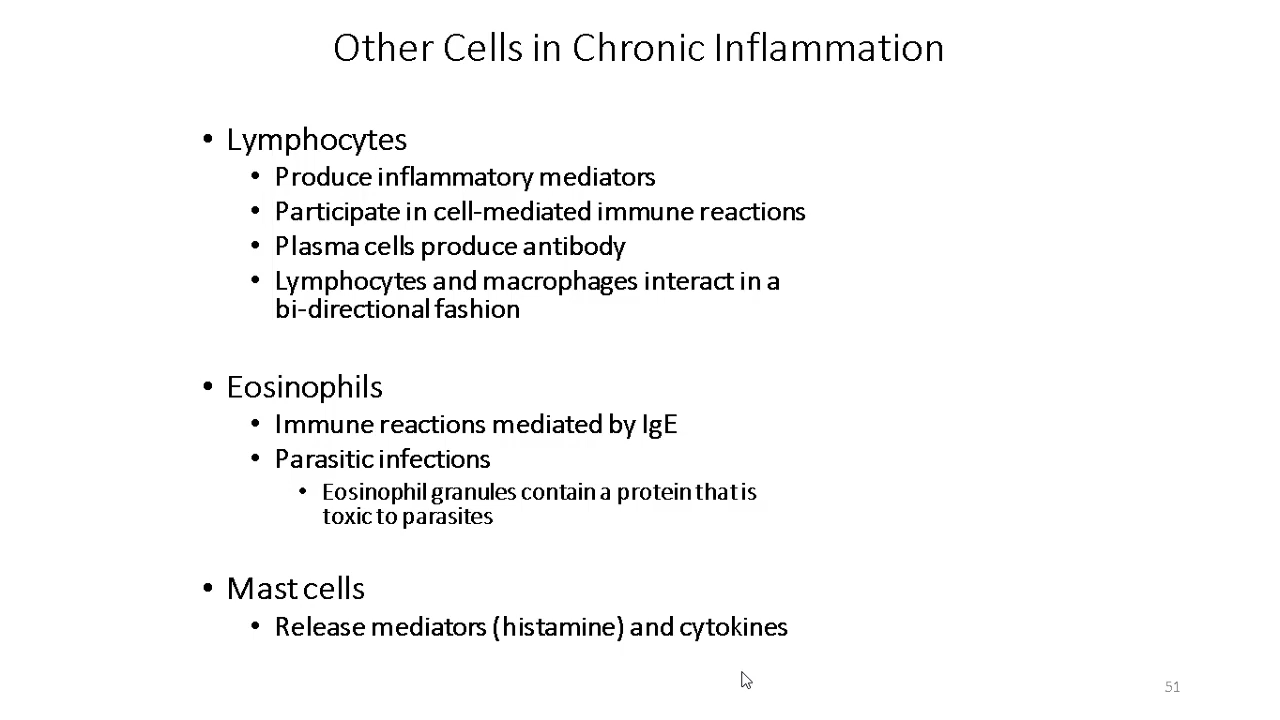 Other Cells in Chronic Inflammation
• Lymphocytes
• Produce inflammatory mediators
• Participate in cell-mediated immune reactions
• Plasma cells produce antibody
• Lymphocytes and macrophages interact in a
bi-directional fashion
• Eosinophils
• Immune reactions mediated by IgE
• Parasitic infections
• Eosinophil granules contain a protein that is
toxic to parasites
• Mast cells
• Release mediators (histamine) and cytokines
51